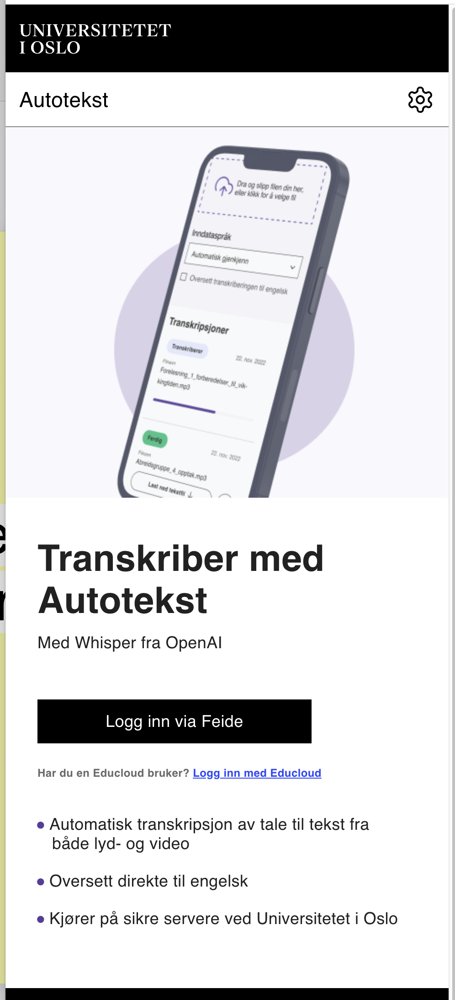 UNIVERSITETET
I OSLO
Autotekst
Dra og slipp filen din her,
eller klikk for å velge fil
Inndataspråk
Automatisk gjenkjenn
Oversett transkriberingen til engelsk
Transkripsjoner
Transkriberer
22. nov. 2022
Filnavn
Forelesning_1_forberedelser_til_vik-
kingtiden.mp3
Ferdig
22. nov. 2022
Filnavn
Abreidsgruppe_4_opptak.mp3
Last ned tekstfil
Transkriber med
Autotekst
Med Whisper fra OpenAI
Logg inn via Feide
Har du en Educloud bruker? Logg inn med Educloud
Automatisk transkripsjon av tale til tekst fra
både lyd- og video
Oversett direkte til engelsk
Kjører på sikre servere ved Universitetet i Oslo